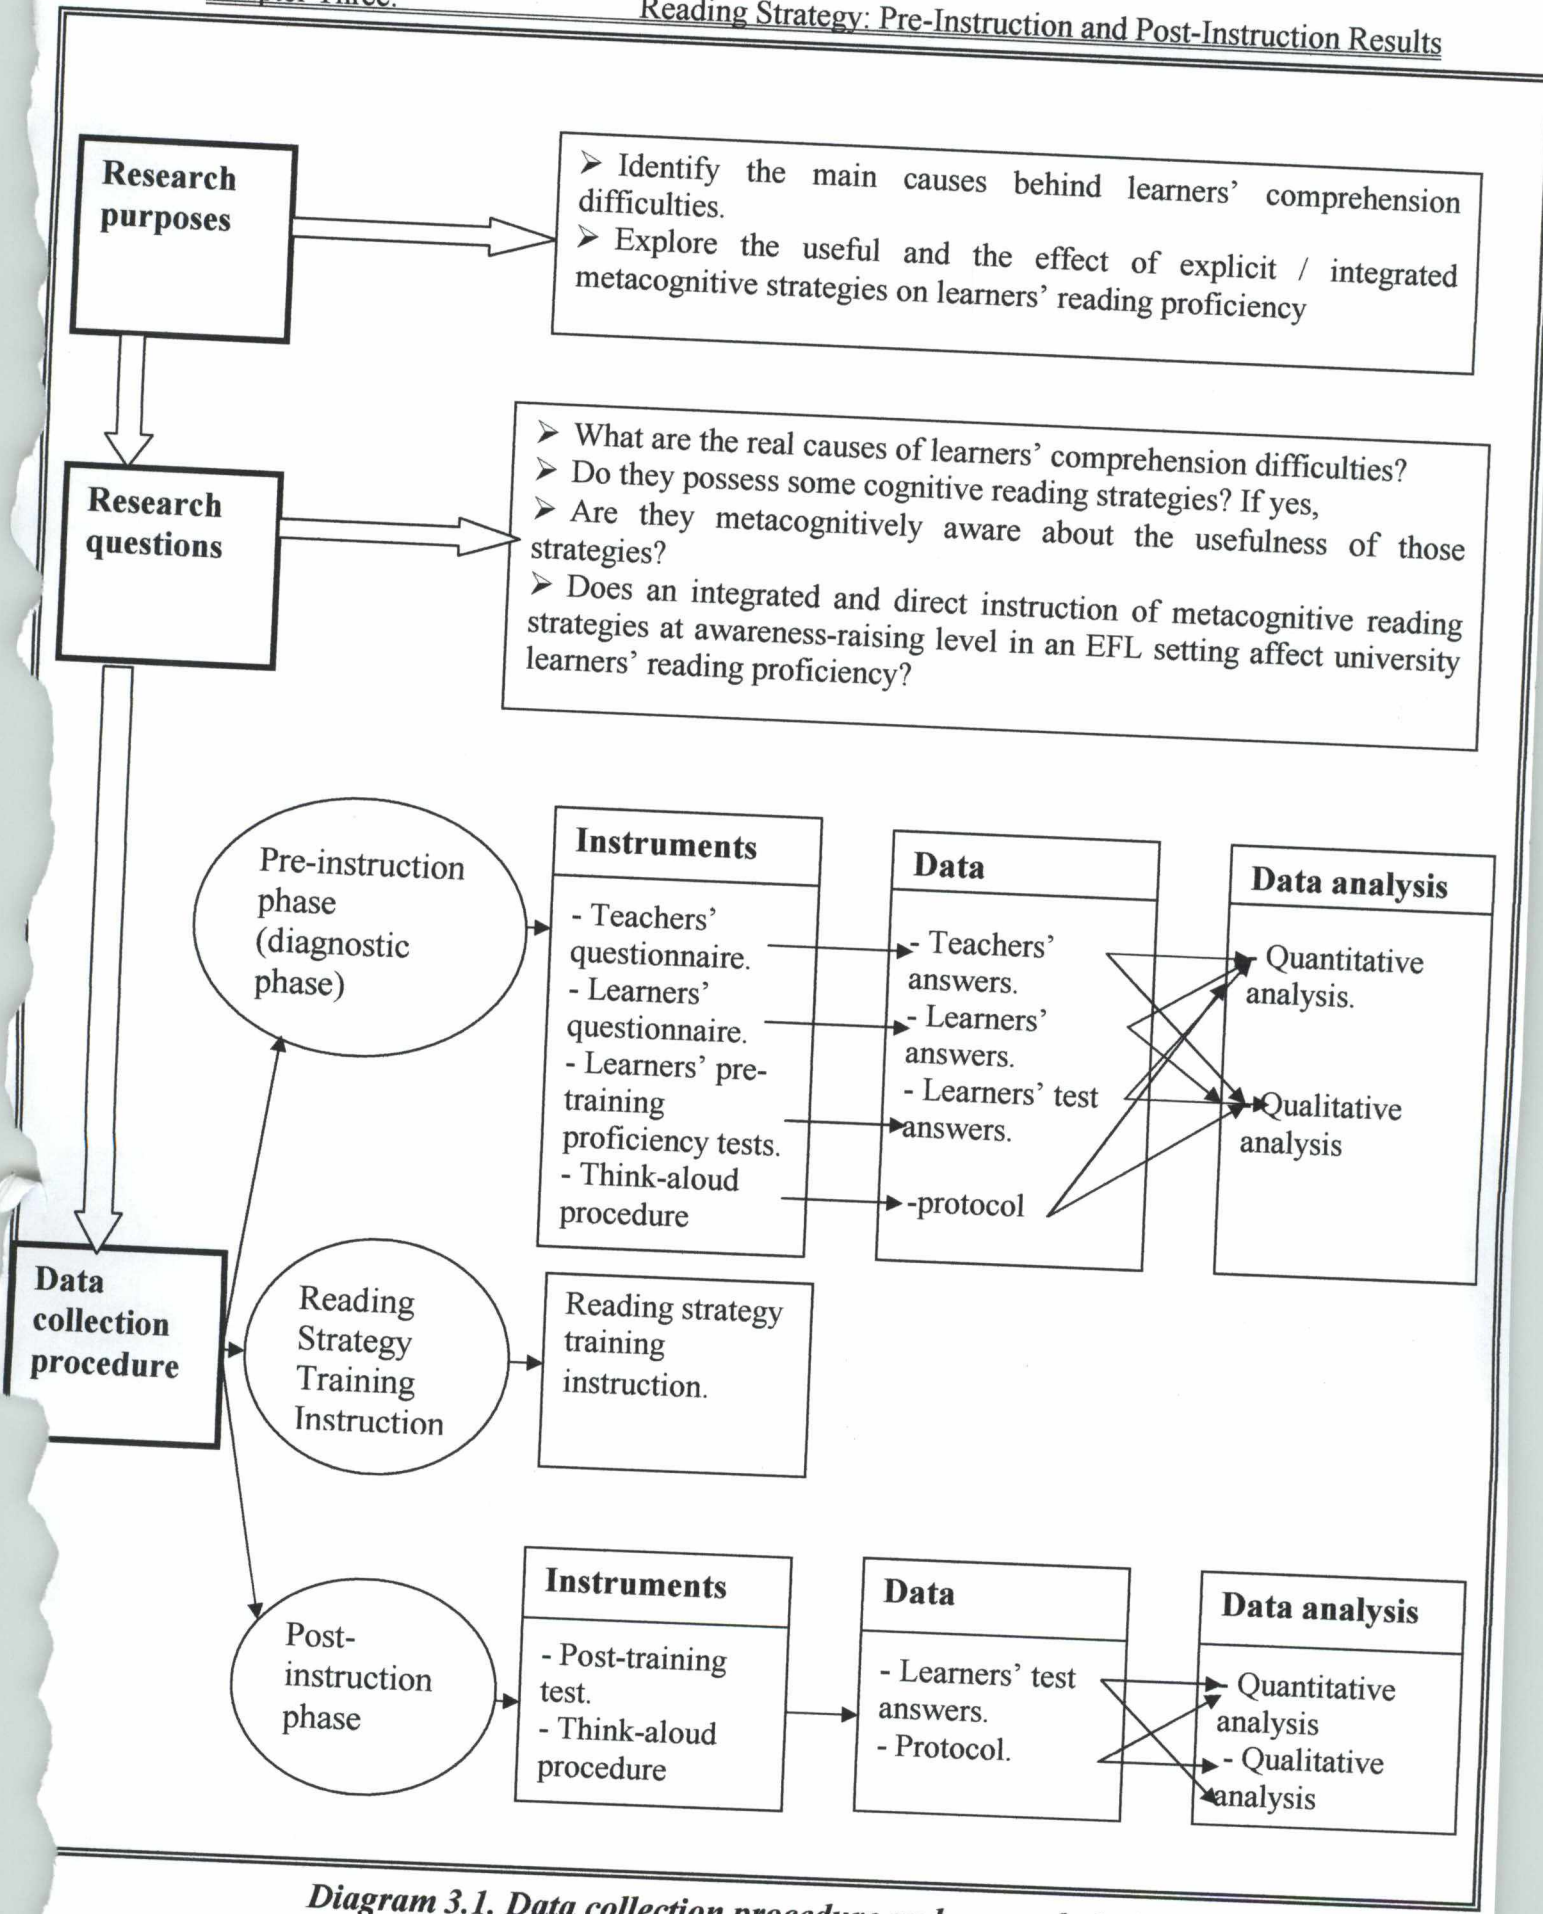 Three.
Reading Strategy: Pre-Instruction and Post-Instruction Results
Research
purposes
➢ Identify the main causes behind learners’ comprehension
difficulties.
➢ Explore the useful and the effect of explicit / integrated
metacognitive strategies on learners’ reading proficiency
Research
questions
➢ What are the real causes of learners’ comprehension difficulties?
➢ Do they possess some cognitive reading strategies? If yes,
➢ Are they metacognitively aware about the usefulness of those
strategies?
➢ Does an integrated and direct instruction of metacognitive reading
strategies at awareness-raising level in an EFL setting affect university
learners’ reading proficiency?
Pre-instruction
phase
(diagnostic
phase)
Instruments
- Teachers’
questionnaire.
- Learners’
questionnaire.
- Learners’ pre-
training
proficiency tests.
- Think-aloud
procedure
Data
- Teachers’
answers.
- Learners’
answers.
- Learners’ test
answers.
-protocol
Data analysis
- Quantitative
analysis.
-Qualitative
analysis
Data
collection
procedure
Reading
Strategy
Training
Instruction
Reading strategy
training
instruction.
Post-
instruction
phase
Instruments
- Post-training
test.
- Think-aloud
procedure
Data
- Learners’ test
answers.
- Protocol.
Data analysis
- Quantitative
analysis
- Qualitative
analysis
Diagram 3.1. Data collection procedure